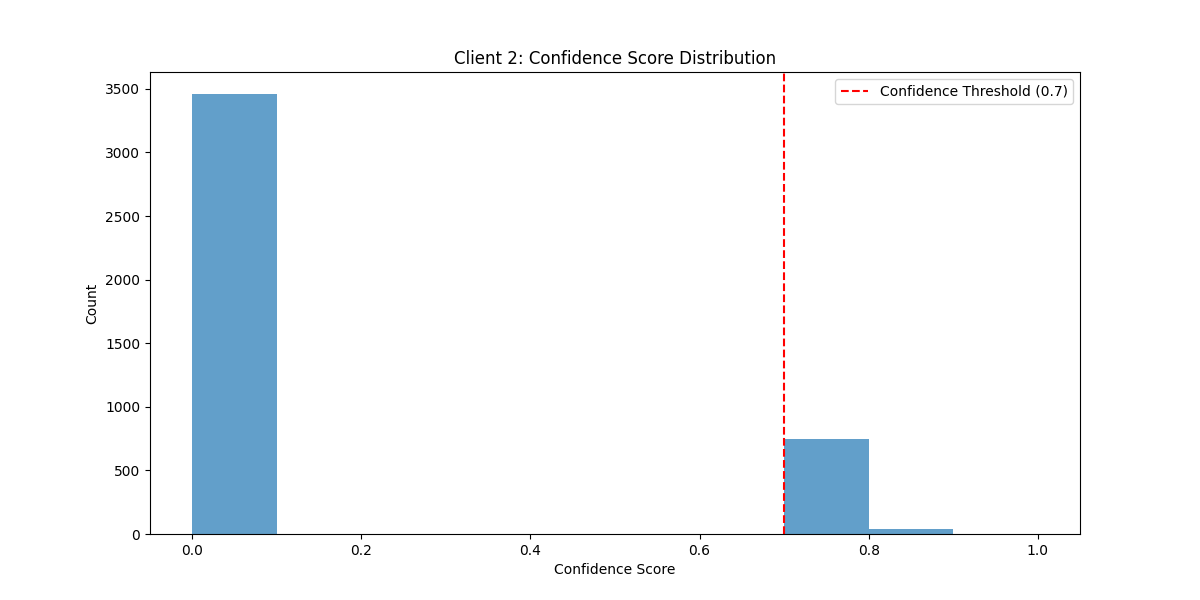 Client 2: Confidence Score Distribution
Confidence Threshold (0.7)
3500
3000
2500
2000
1500
1000
500
0
Count
0.0 0.2 0.4 0.6 0.8 1.0
Confidence Score